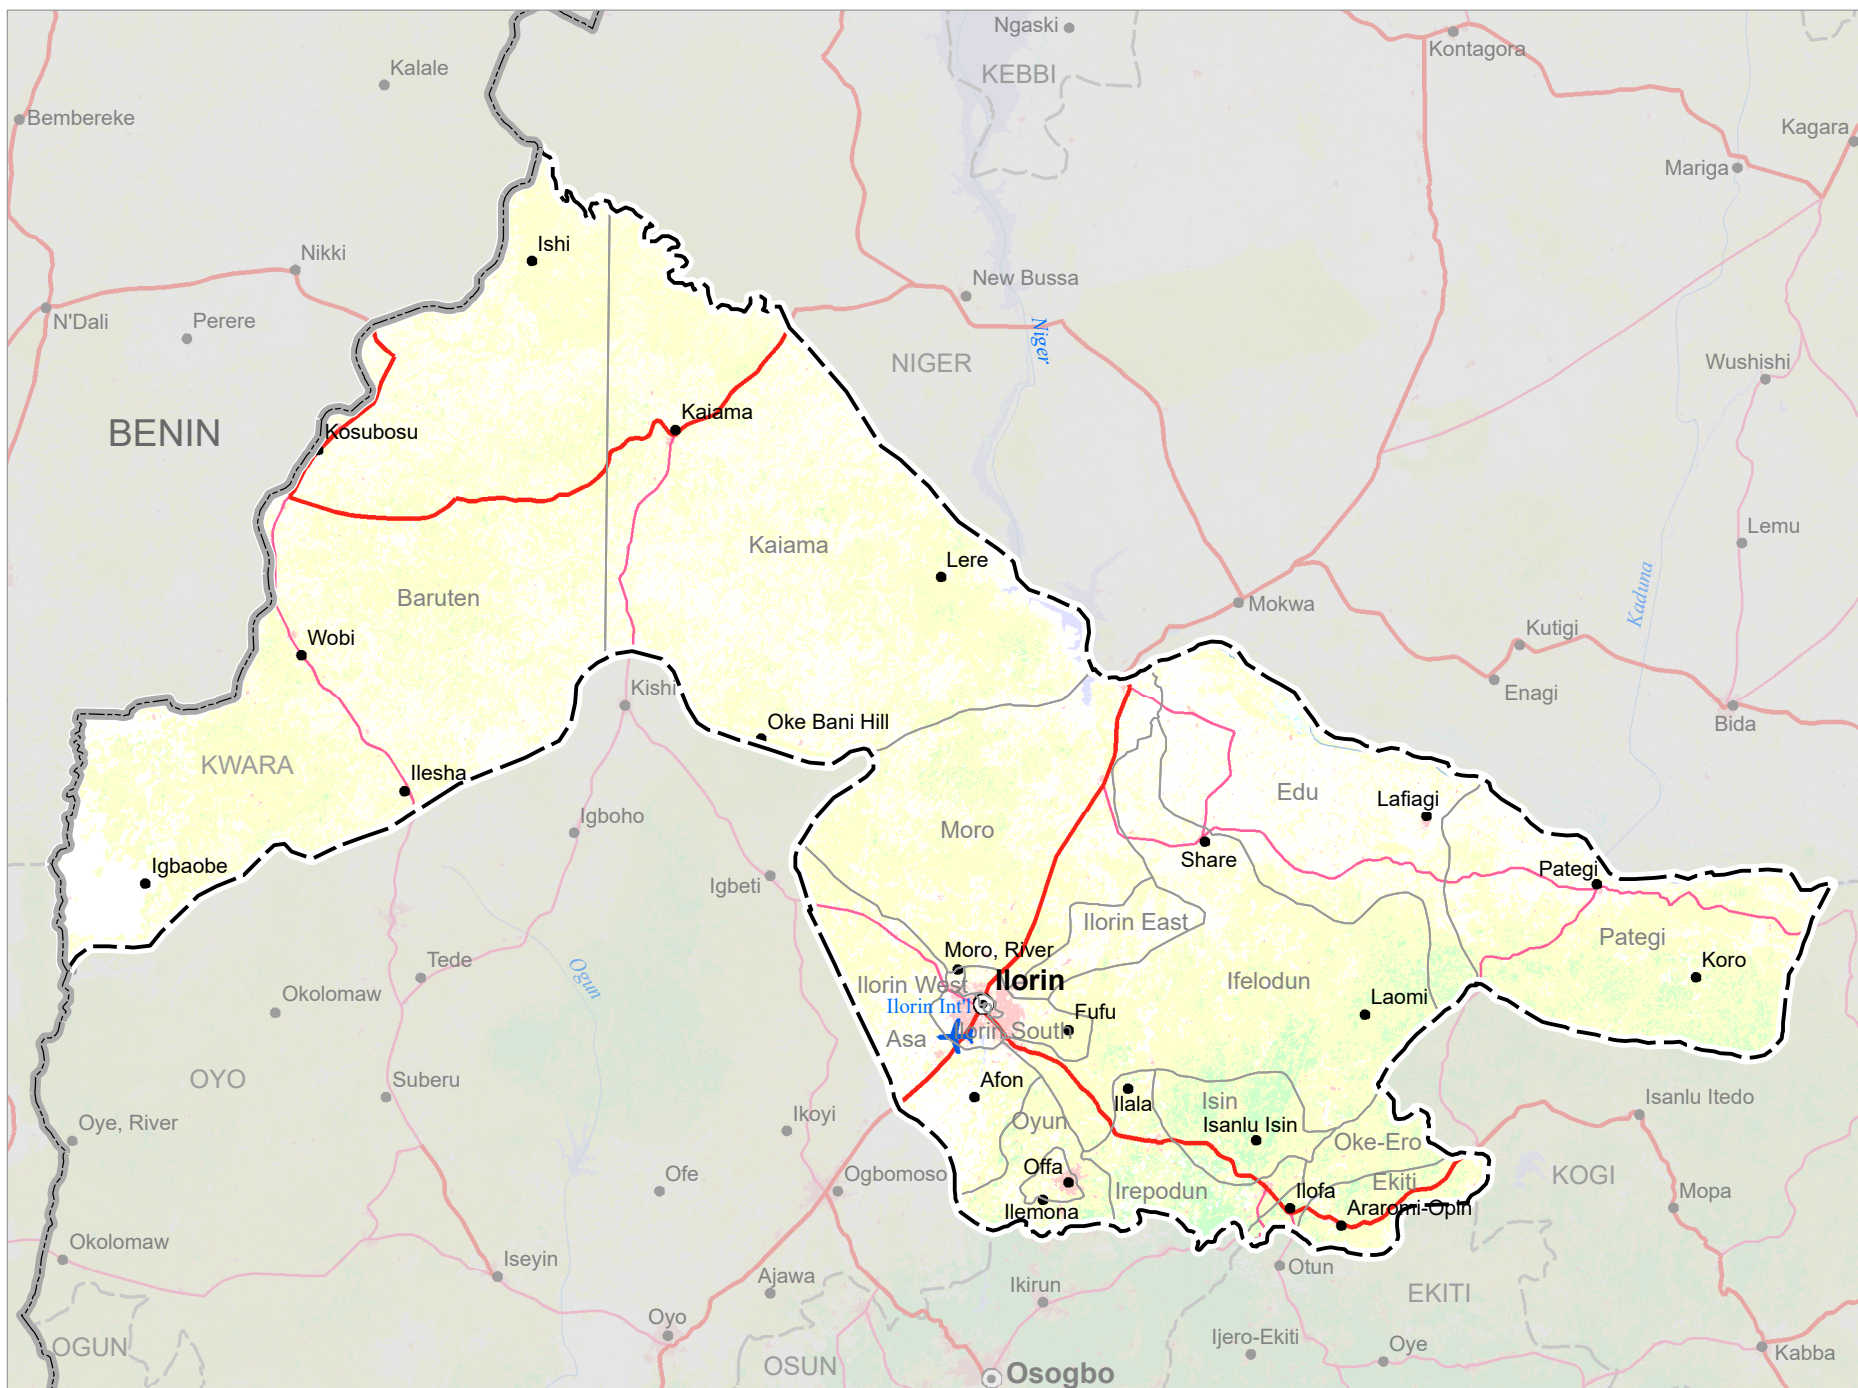 Ngaski
Kontagora
Kalale
KEBBI
Bembereke
Kagara
Mariga
Ishi
Nikki
New Bussa
N'Dali
Perere
Niger
NIGER
Wushishi
Kaiama
BENIN
Kosubosu
Lemu
Kaiama
Lere
Baruten
Kaduna
Mokwa
Wobi
Kutigi
Kishi
Enagi
Oke Bani Hill
Bida
KWARA
Ilesha
Edu
Lafiagi
Igboho
Moro
Share
Igbaobe
Igbeti
Pategi
Ilorin East
Pategi
Moro, River
Tede
Ogun
Ilorin West
Ilorin
Ifelodun
Koro
Okolomaw
Ilorin Int'l
Laomi
Fufu
Asa
Ilorin South
OYO
Suberu
Afon
Ilala
Isin
Isanlu Itedo
Oye, River
Ikoyi
Oyun
Isanlu Isin
Oke-Ero
Ofe
Ogbomoso
Offa
Irepodun
Ekiti
KOGI
Ilofa
Mopa
Ilemona
Araromi-Opin
Okolomaw
Iseyin
Otun
Ajawa
Ikirun
EKITI
Oyo
Ijero-Ekiti
Oye
OGUN
OSUN
Osogbo
Kabba